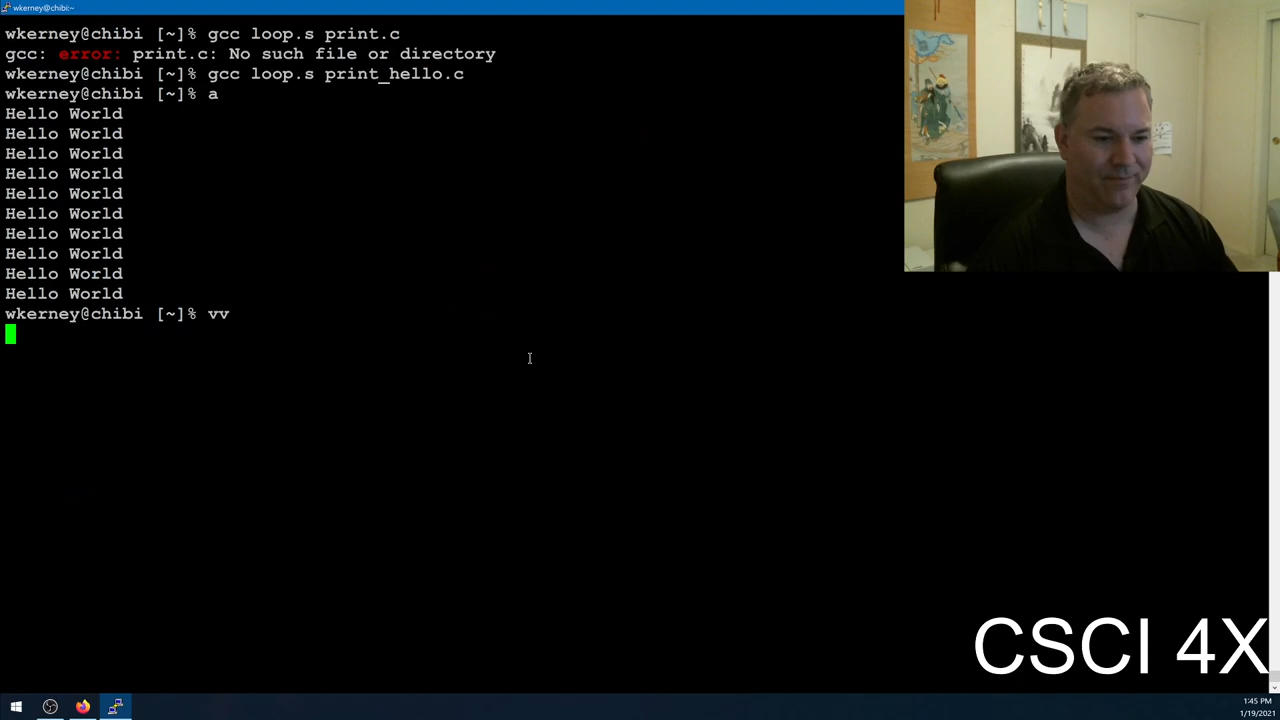 wkerney@chibi:~
wkerney@chibi [~]% gcc loop.s print.c
gcc: error: print.c: No such file or directory
wkerney@chibi [~]% gcc loop.s print_hello.c
wkerney@chibi [~]% a
Hello World
Hello World
Hello World
Hello World
Hello World
Hello World
Hello World
Hello World
Hello World
Hello World
wkerney@chibi [~]% vv
CSCI 4X
1:45 PM
1/19/2021